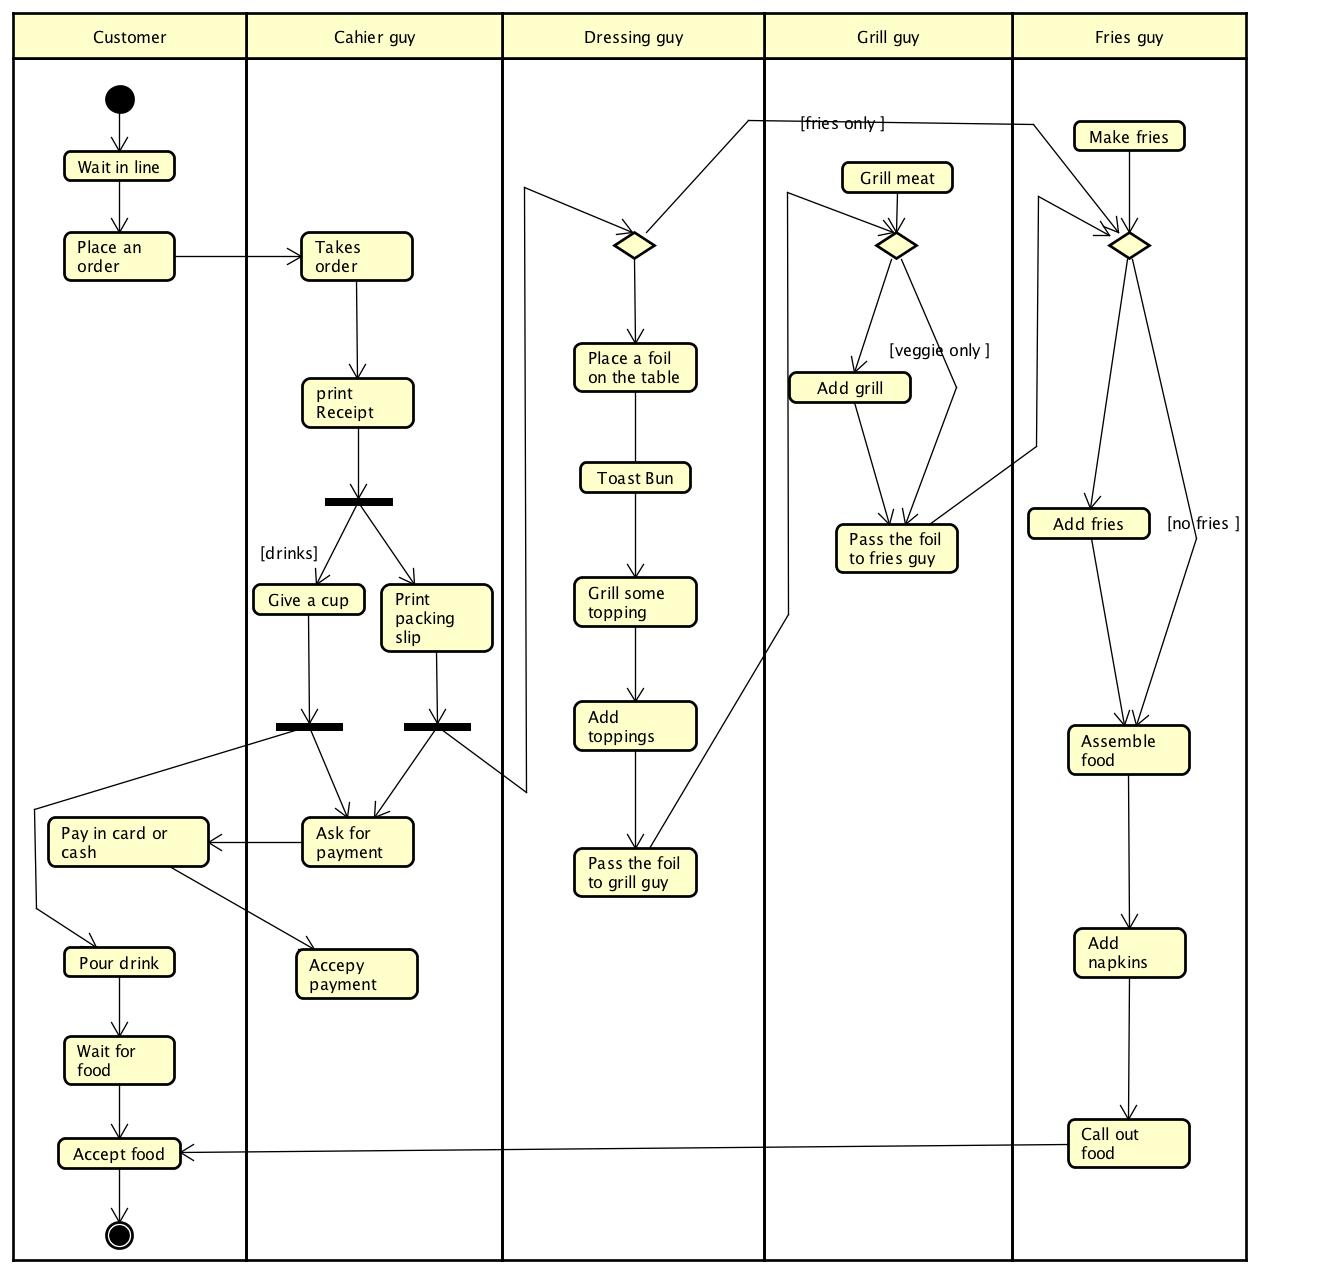 Customer
Cahier guy
Dressing guy
Grill guy
Fries guy
[fries only ]
Make fries
Wait in line
Grill meat
Place an
order
Takes
order
Place a foil
on the table
[veggie only ]
Add grill
print
Receipt
Toast Bun
Add fries
[no fries ]
Pass the foil
to fries guy
[drinks]
Give a cup
Print
packing
slip
Grill some
topping
Add
toppings
Assemble
food
Pay in card or
cash
Ask for
payment
Pass the foil
to grill guy
Pour drink
Accepy
payment
Add
napkins
Wait for
food
Accept food
Call out
food